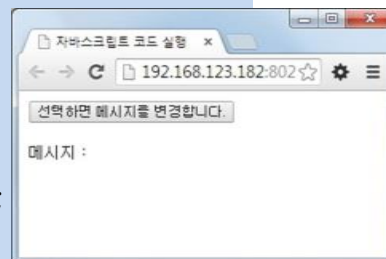 자바스크립트 코드 실행
192.168.123.182:802
선택하면 메시지를 변경합니다.
메시지 :